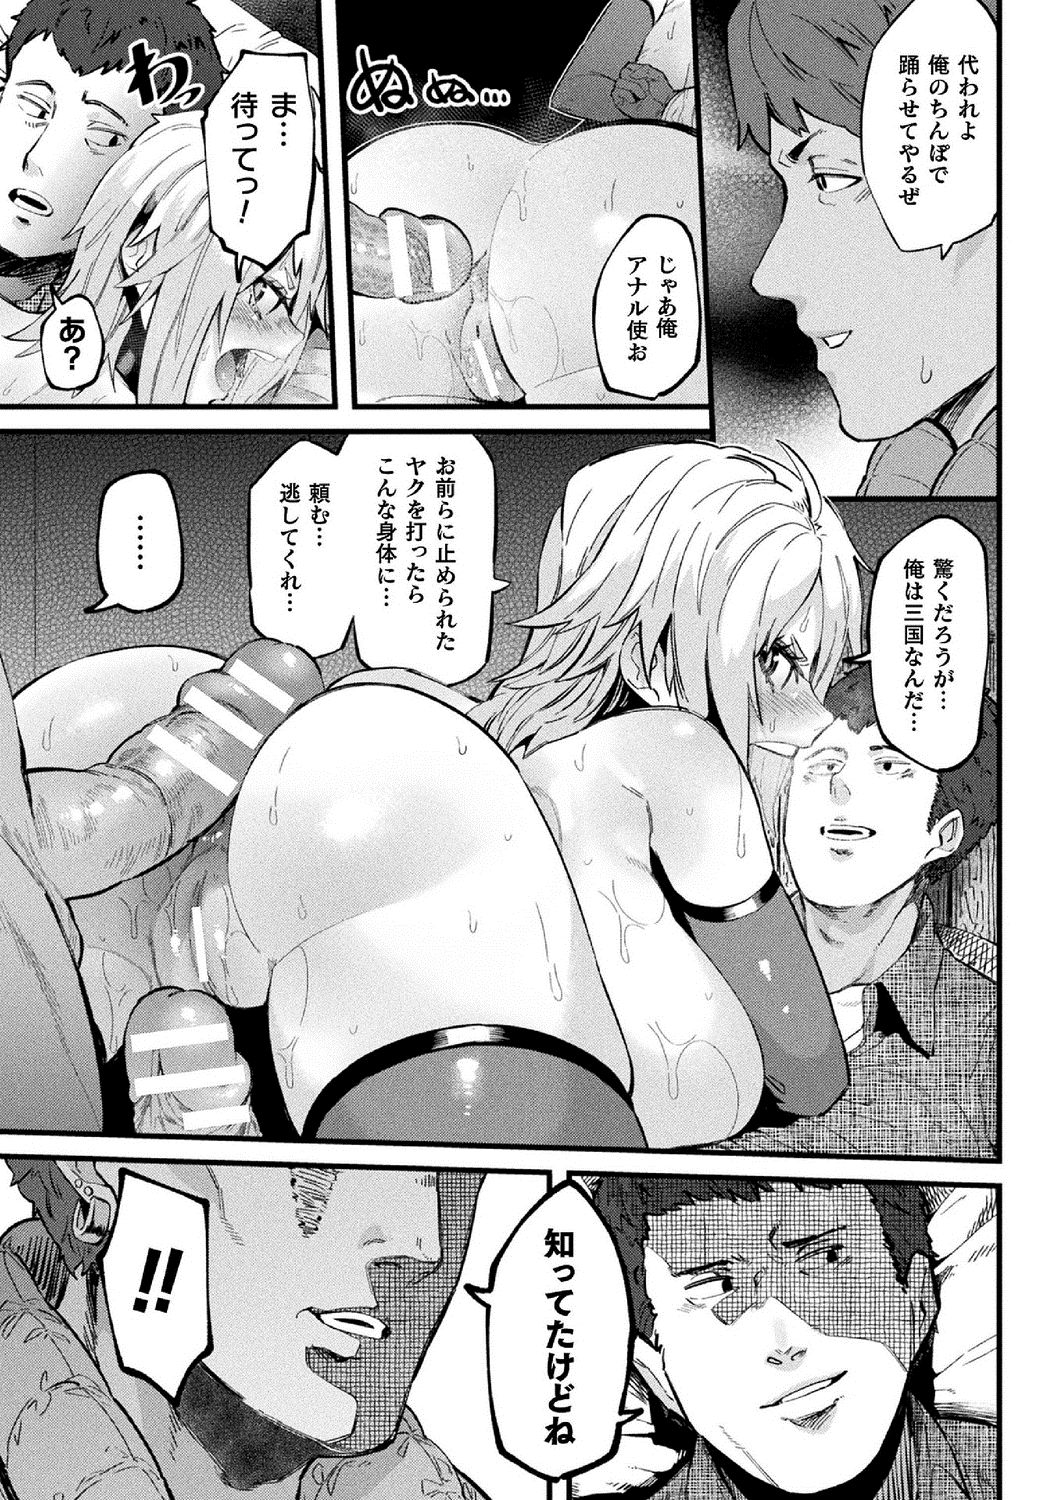 代われよ
俺のちんぽで
踊らせてやるぜ
じゃあ俺
アナル使お
ぬぬ…
ま…
待ってっ！
わっ
あ？
驚くだろうが…
俺は三国なんだ…
お前らに止められた
ヤクを打ったら
こんな身体に…
頼む…
逃してくれ…
……
知ってたけどね
!!